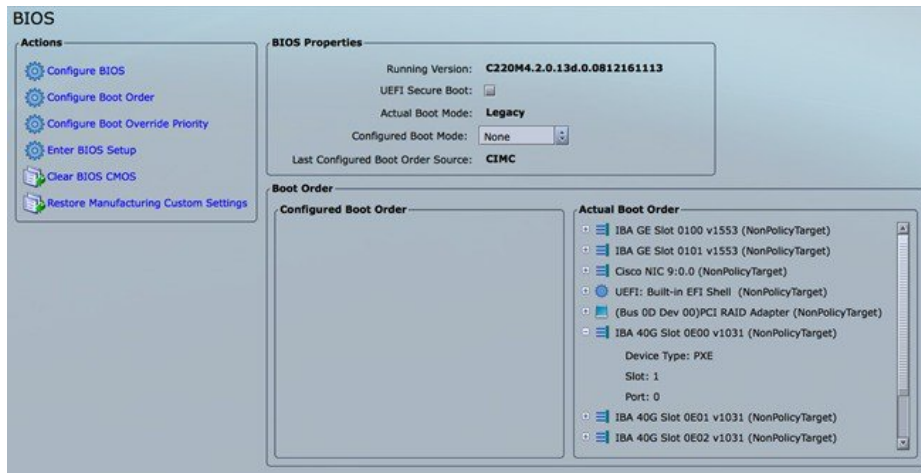 BIOS
Actions
Configure BIOS
Configure Boot Order
Configure Boot Override Priority
Enter BIOS Setup
Clear BIOS CMOS
Restore Manufacturing Custom Settings
BIOS Properties
Running Version: C220M4.2.0.13d.0.0812161113
UEFI Secure Boot:
Actual Boot Mode: Legacy
Configured Boot Mode: None
Last Configured Boot Order Source: CIMC
Boot Order
Configured Boot Order
Actual Boot Order
IBA GE Slot 0100 v1553 (NonPolicyTarget)
IBA GE Slot 0101 v1553 (NonPolicyTarget)
Cisco NIC 9:0.0 (NonPolicyTarget)
UEFI: Built-in EFI Shell (NonPolicyTarget)
(Bus 0D Dev 00)PCI RAID Adapter (NonPolicyTarget)
IBA 40G Slot 0E00 v1031 (NonPolicyTarget)
Device Type: PXE
Slot: 1
Port: 0
IBA 40G Slot 0E01 v1031 (NonPolicyTarget)
IBA 40G Slot 0E02 v1031 (NonPolicyTarget)